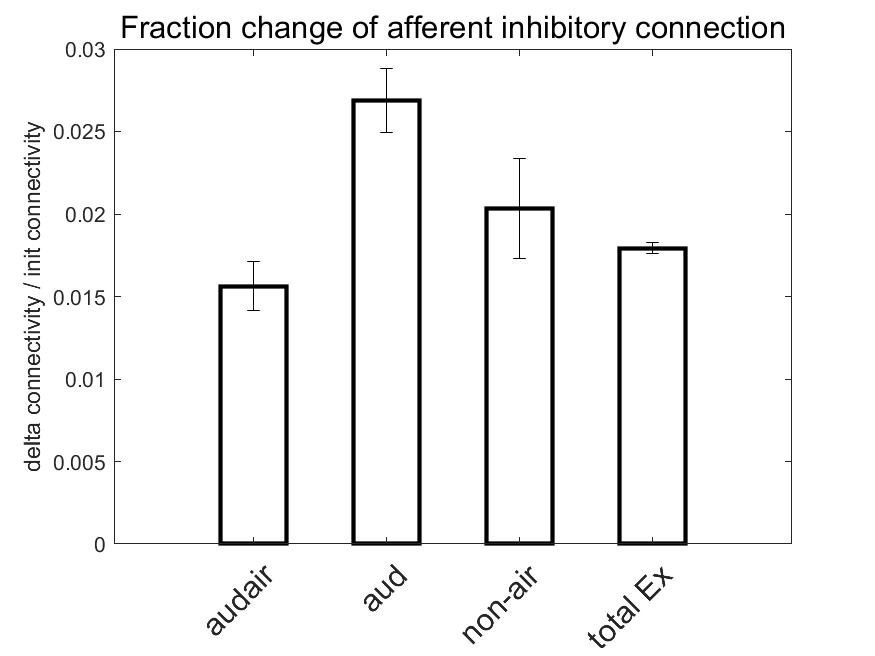 Fraction change of afferent inhibitory connection
delta connectivity / init connectivity
0.03
0.025
0.02
0.015
0.01
0.005
0
audair
aud
non-air
total Ex